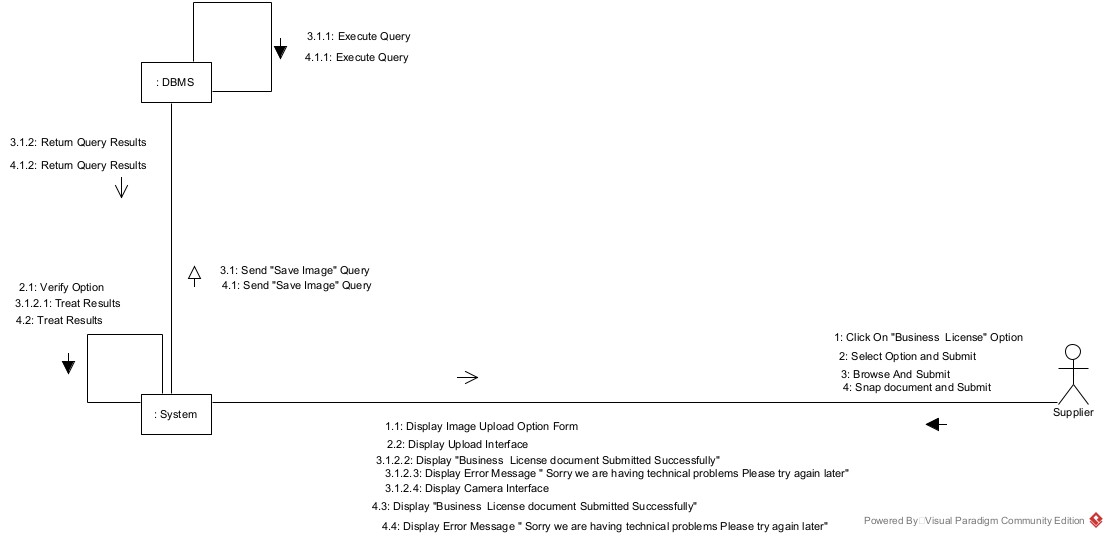 3.1.1: Execute Query
4.1.1: Execute Query
: DBMS
3.1.2: Return Query Results
4.1.2: Return Query Results
3.1: Send "Save Image" Query
4.1: Send "Save Image" Query
2.1: Verify Option
3.1.2.1: Treat Results
4.2: Treat Results
1: Click On "Business License" Option
2: Select Option and Submit
3: Browse And Submit
4: Snap document and Submit
: System
Supplier
1.1: Display Image Upload Option Form
2.2: Display Upload Interface
3.1.2.2: Display "Business License document Submitted Successfully"
3.1.2.3: Display Error Message " Sorry we are having technical problems Please try again later"
3.1.2.4: Display Camera Interface
4.3: Display "Business License document Submitted Successfully"
4.4: Display Error Message " Sorry we are having technical problems Please try again later"
Powered By Visual Paradigm Community Edition